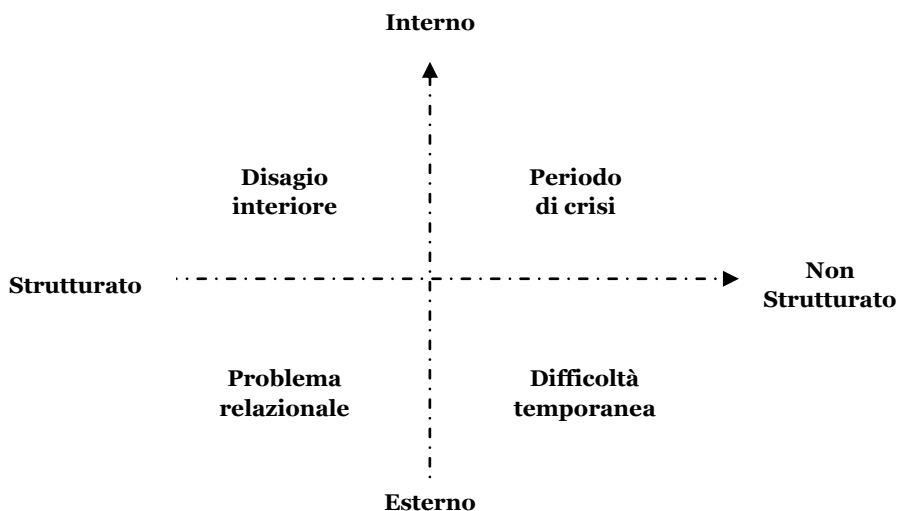 Interno
Disagio
interiore
Periodo
di crisi
Strutturato
Non
Strutturato
Problema
relazionale
Difficoltà
temporanea
Esterno